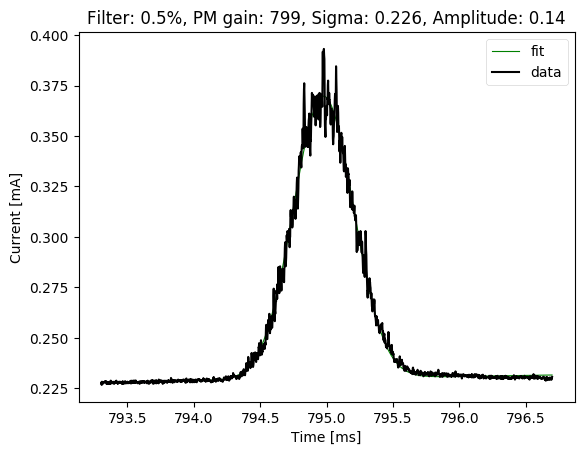 Filter: 0.5%, PM gain: 799, Sigma: 0.226, Amplitude: 0.14
fit
data
0.400
0.375
0.350
0.325
0.300
0.275
0.250
0.225
Current [mA]
793.5 794.0 794.5 795.0 795.5 796.0 796.5
Time [ms]